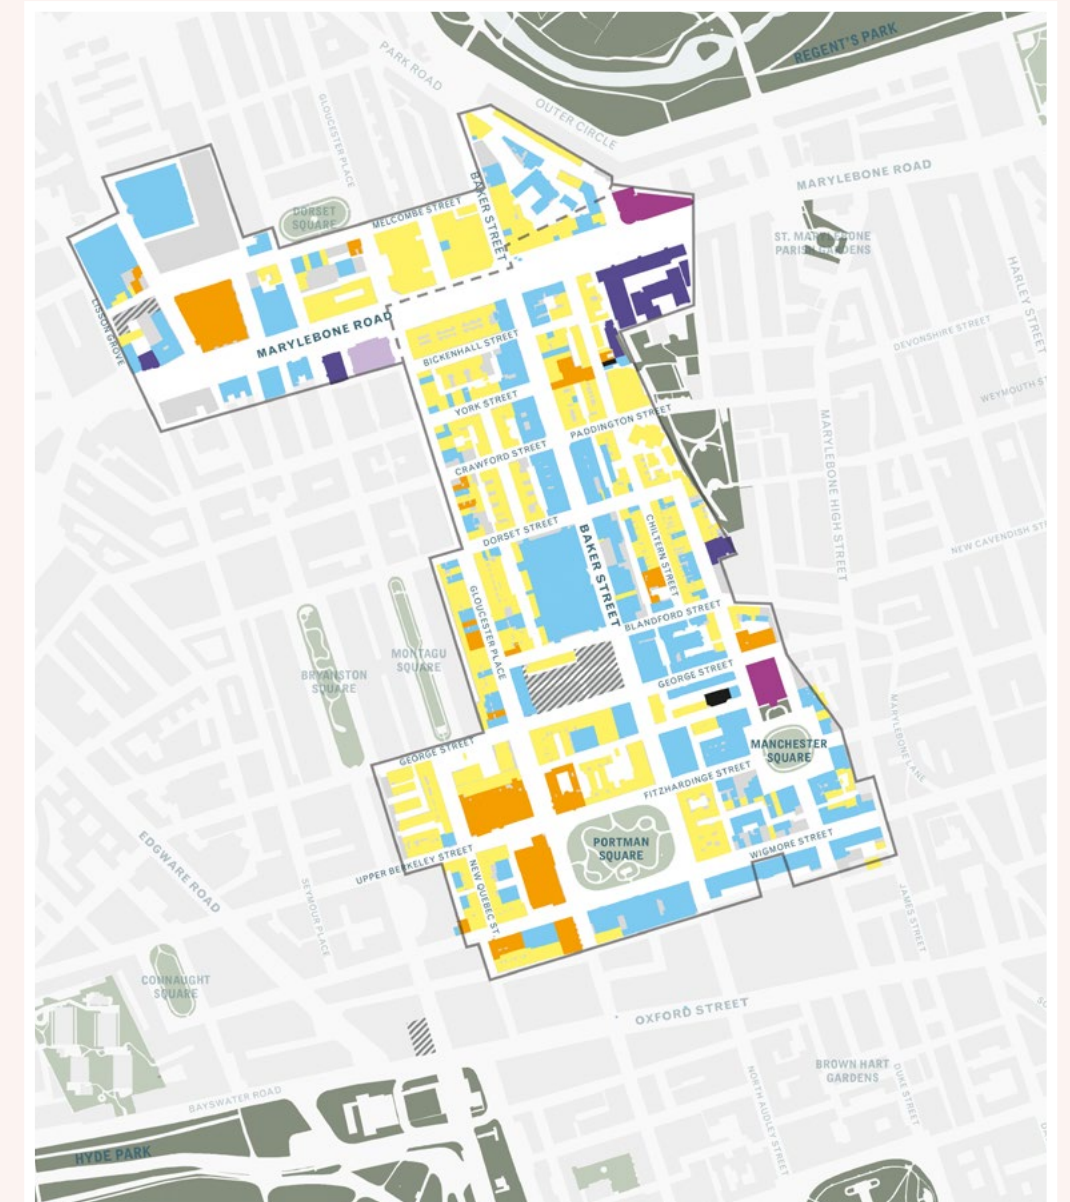 REGENT'S PARK
PARK ROAD
OUTER CIRCLE
GLOUCESTER PLACE
MARYLEBONE ROAD
BAKER STREET
DORSET
SQUARE
MELCOMBE STREET
ST. MARYLEBONE
PARISH GARDENS
HARLEY STREET
LISSON GROVE
MARYLEBONE ROAD
BICKENHALL STREET
DEVONSHIRE STREET
WEYMOUTH ST
YORK STREET
PADDINGTON STREET
CRAWFORD STREET
MARYLEBONE HIGH STREET
DORSET STREET
BAKER STREET
CHILTERN STREET
NEW CAVENDISH STR
GLOUCESTER PLACE
BLANDFORD STREET
MONTAGU
SQUARE
BRYANSTON
SQUARE
GEORGE STREET
MARYLEBONE LANE
GEORGE STREET
MANCHESTER
SQUARE
FITZHARDINGE STREET
EDGWARE ROAD
PORTMAN
SQUARE
WIGMORE STREET
UPPER BERKELEY STREET
NEW QUEBEC ST.
SEYMOUR PLACE
JAMES STREET
CONNAUGHT
SQUARE
OXFORD STREET
BROWN HART
GARDENS
DUKE STREET
NORTH AUDLEY STREET
BAYSWATER ROAD
HYDE PARK